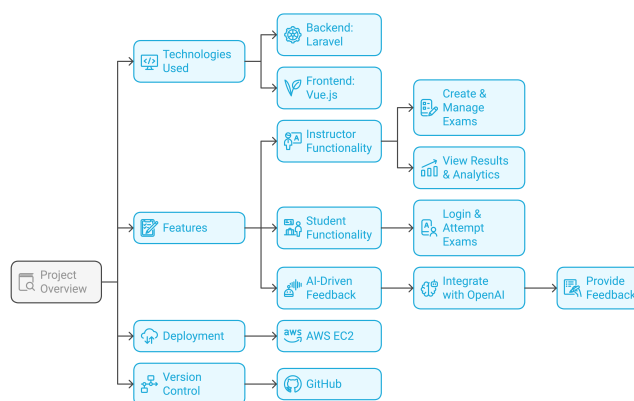 Project
Overview
Technologies
Used
Backend:
Laravel
Frontend:
Vue.js
Features
Instructor
Functionality
A
Create &
Manage
Exams
View Results
& Analytics
Student
Functionality
Login &
Attempt
Exams
A
AI-Driven
Feedback
Integrate
with OpenAI
Provide
Feedback
Deployment
aws
AWS EC2
Version
Control
GitHub